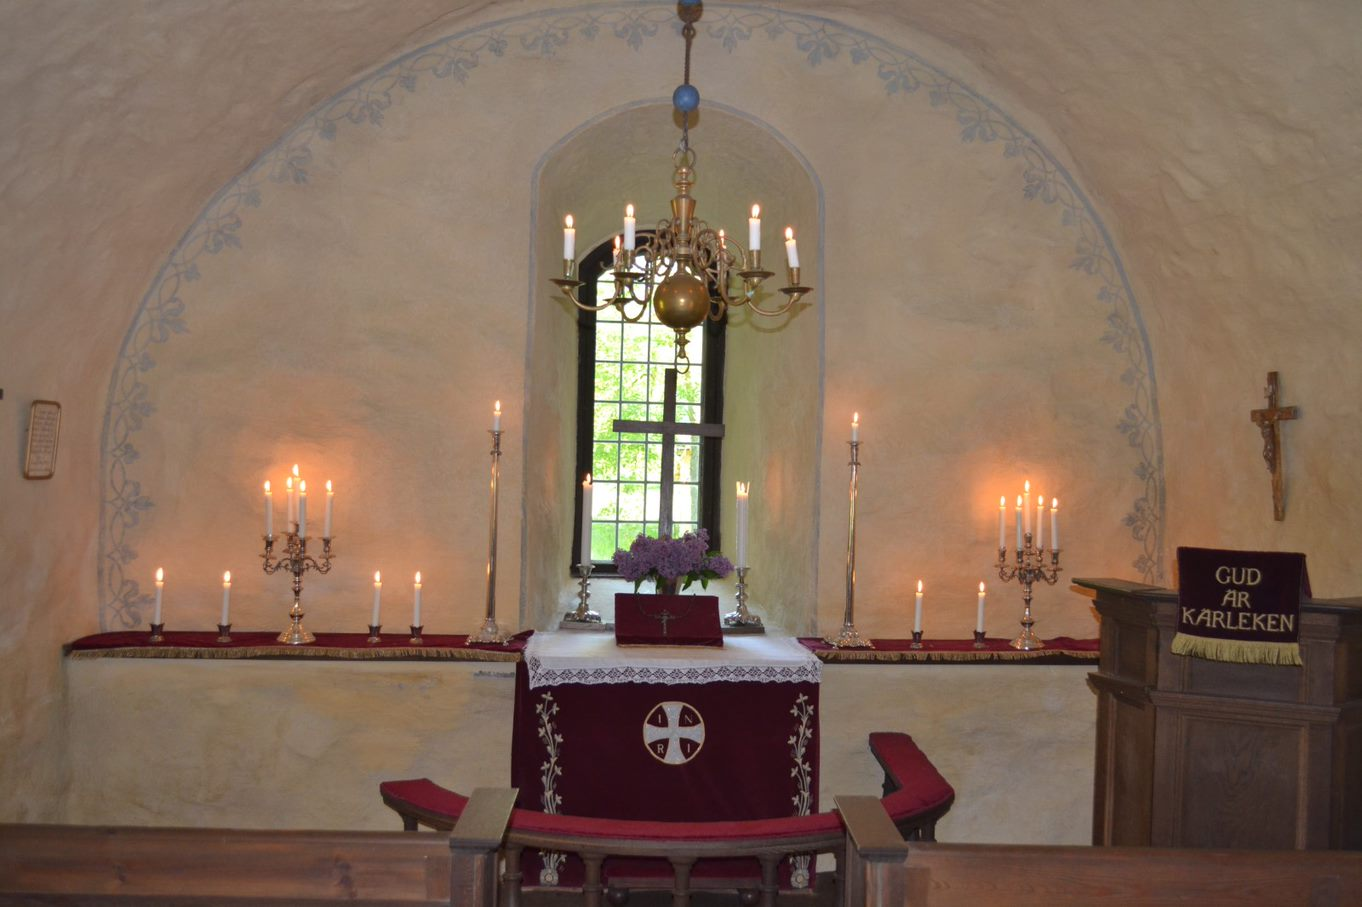 GUD
ÄR
KÄRLEKEN
I N
R I